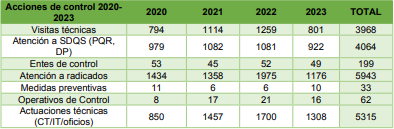 Acciones de control 2020-
2023 2020 2021 2022 2023 TOTAL
Visitas técnicas 794 1114 1259 801 3968
Atención a SDQS (PQR,
DP) 979 1082 1081 922 4064
Entes de control 53 45 52 49 199
Atención a radicados 1434 1358 1975 1176 5943
Medidas preventivas 11 6 6 10 33
Operativos de Control 8 17 21 16 62
Actuaciones técnicas
(CT/IT/oficios) 850 1457 1700 1308 5315